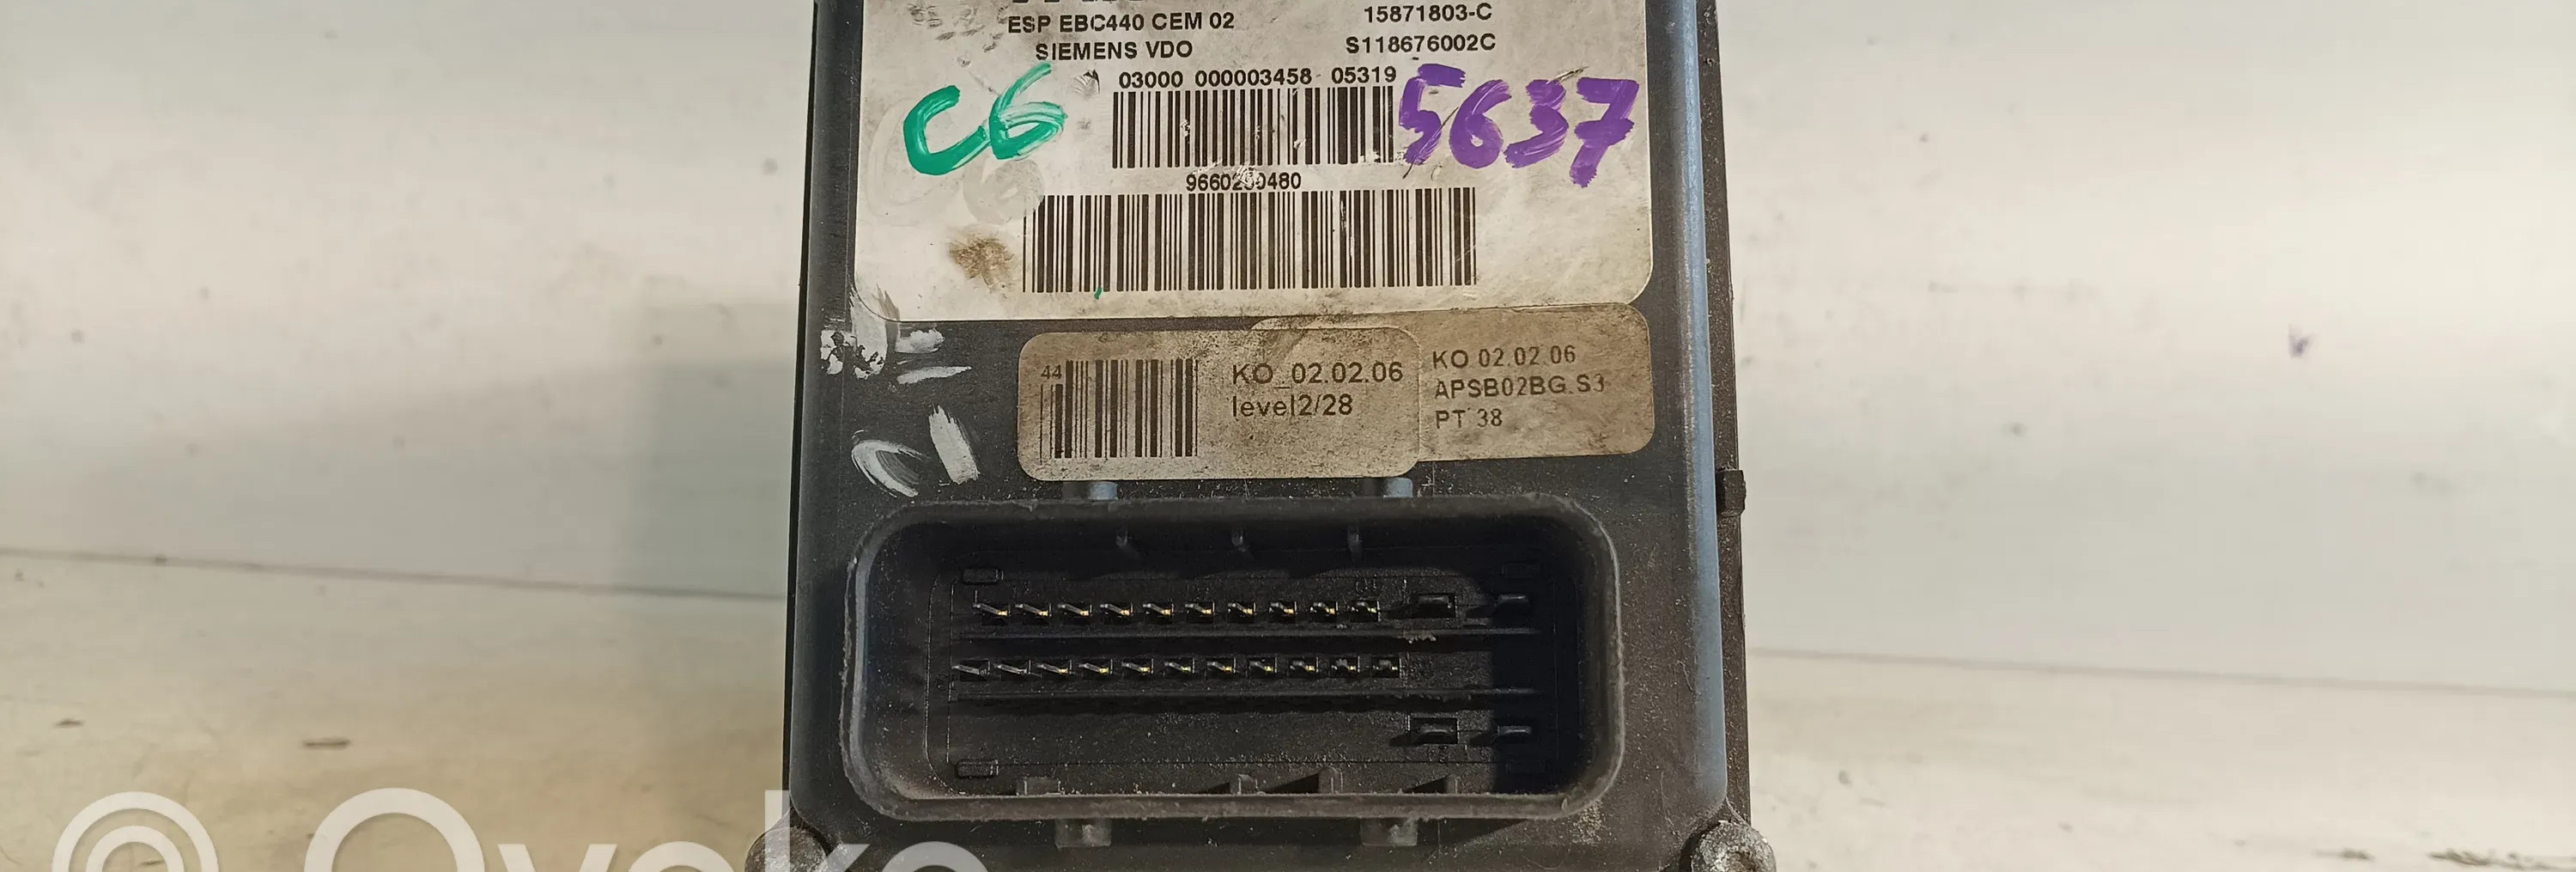 ESP EBC440 CEM 02
15871803-C
SIEMENS VDO
S118676002C
03000 000003458 05319
C6
5637
44
KO_02.02.06
level2/28
KO 02.02.06
APSB02BG.S3
PT 38
Ovoko